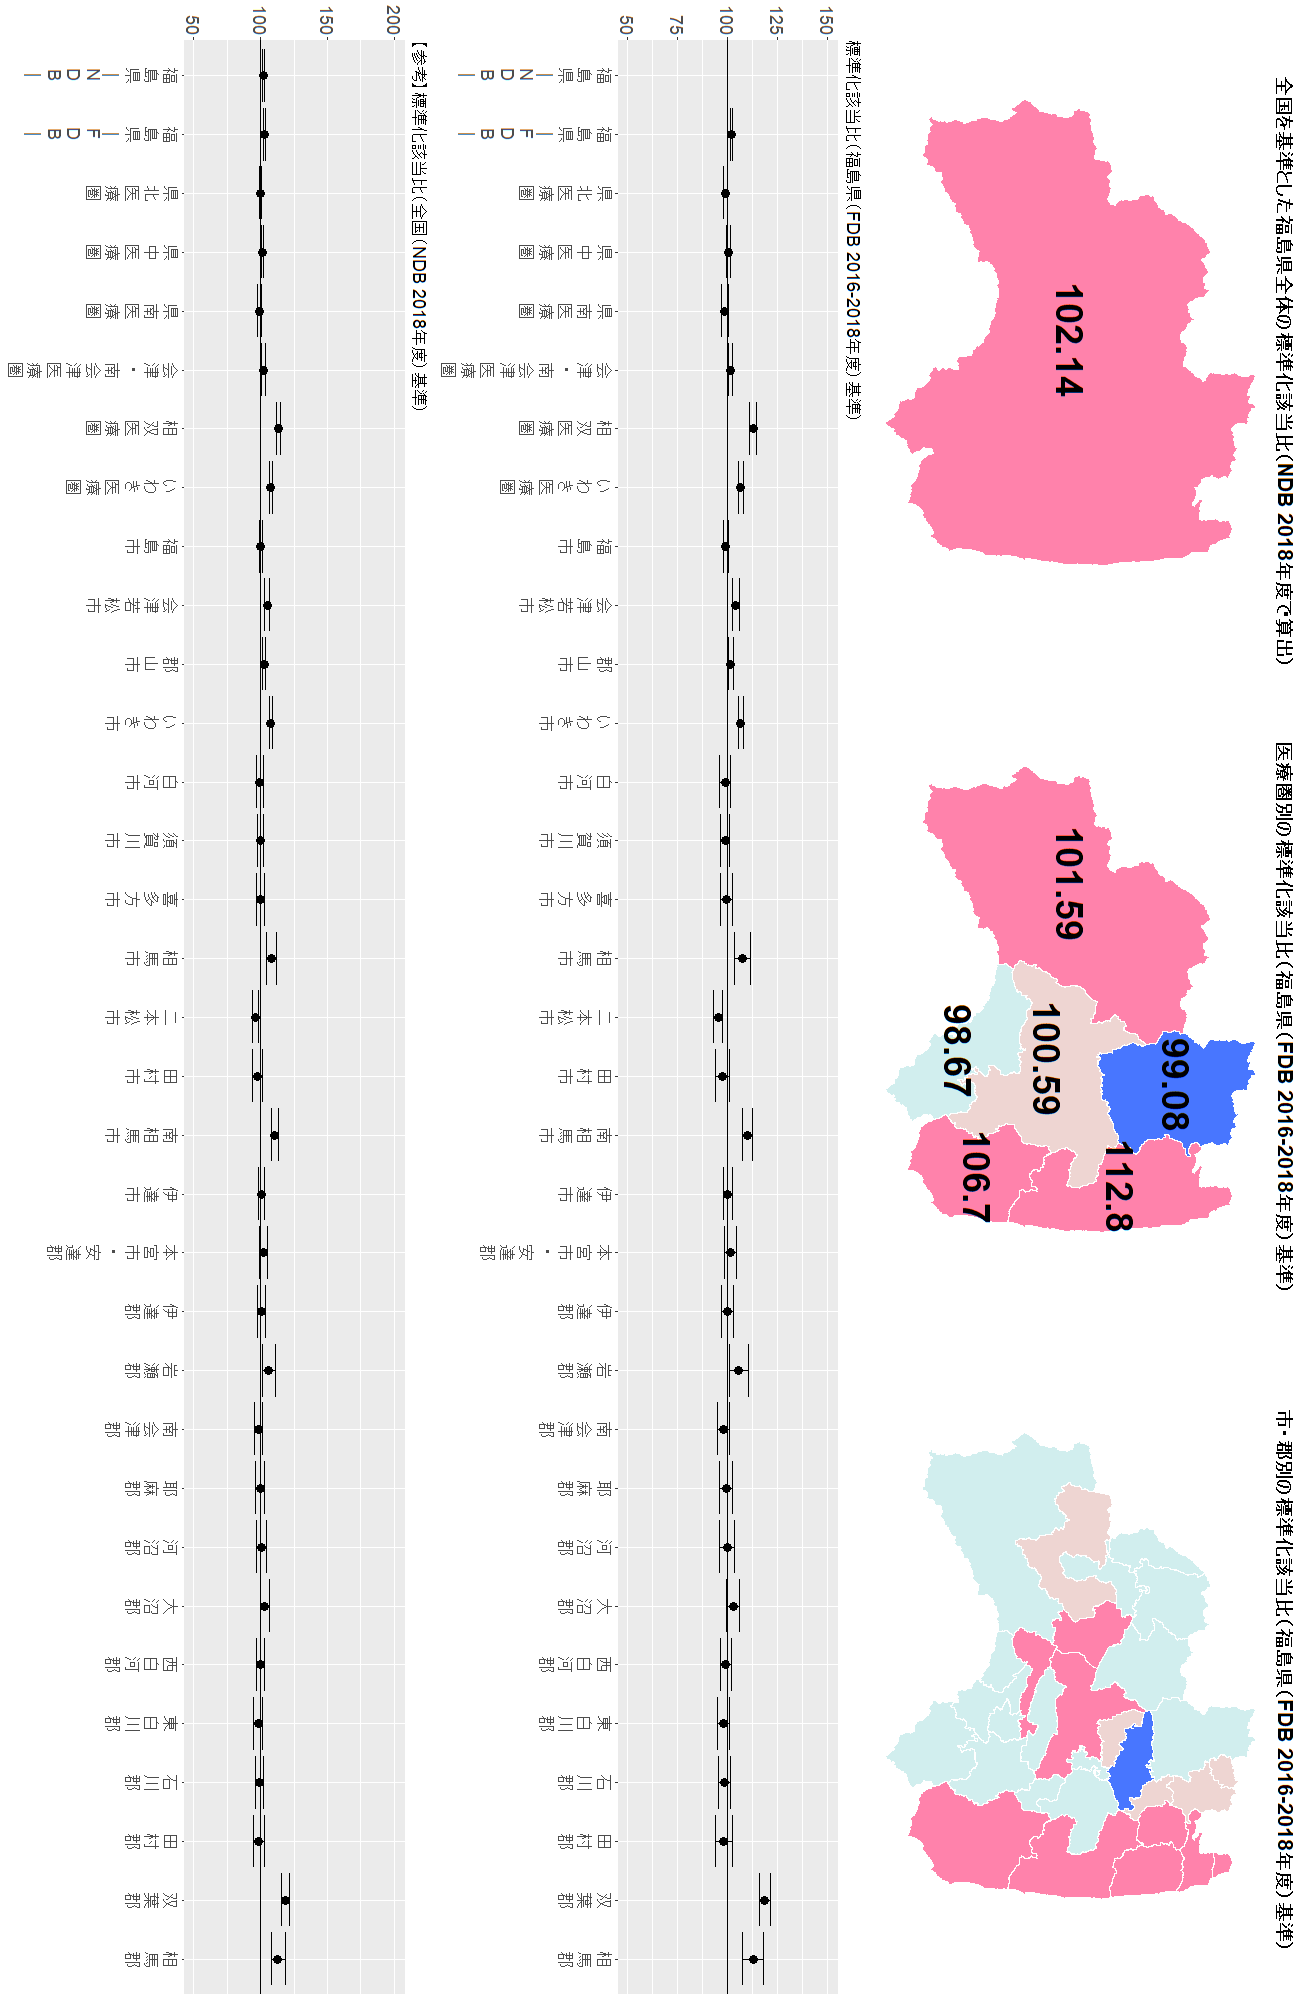 全国を基準とした福島県全体の標準化該当比(NDB 2018年度で算出)
医療圏別の標準化該当比(福島県(FDB 2016-2018年度)基準)
市・郡別の標準化該当比(福島県(FDB 2016-2018年度)基準)
102.14
101.59
99.08
100.59
98.67
112.8
106.7
標準化該当比(福島県(FDB 2016-2018年度)基準)
150
125
100
75
50
福島県|NDB|
福島県|FDB|
県北医療圏
県中医療圏
県南医療圏
会津・南会津医療圏
相双医療圏
いわき医療圏
福島市
会津若松市
郡山市
いわき市
白河市
須賀川市
喜多方市
相馬市
二本松市
田村市
南相馬市
伊達市
本宮市・安達郡
伊達郡
岩瀬郡
南会津郡
耶麻郡
河沼郡
大沼郡
西白河郡
東白川郡
石川郡
田村郡
双葉郡
相馬郡
【参考】標準化該当比(全国(NDB 2018年度)基準)
200
150
100
50
福島県|NDB|
福島県|FDB|
県北医療圏
県中医療圏
県南医療圏
会津・南会津医療圏
相双医療圏
いわき医療圏
福島市
会津若松市
郡山市
いわき市
白河市
須賀川市
喜多方市
相馬市
二本松市
田村市
南相馬市
伊達市
本宮市・安達郡
伊達郡
岩瀬郡
南会津郡
耶麻郡
河沼郡
大沼郡
西白河郡
東白川郡
石川郡
田村郡
双葉郡
相馬郡